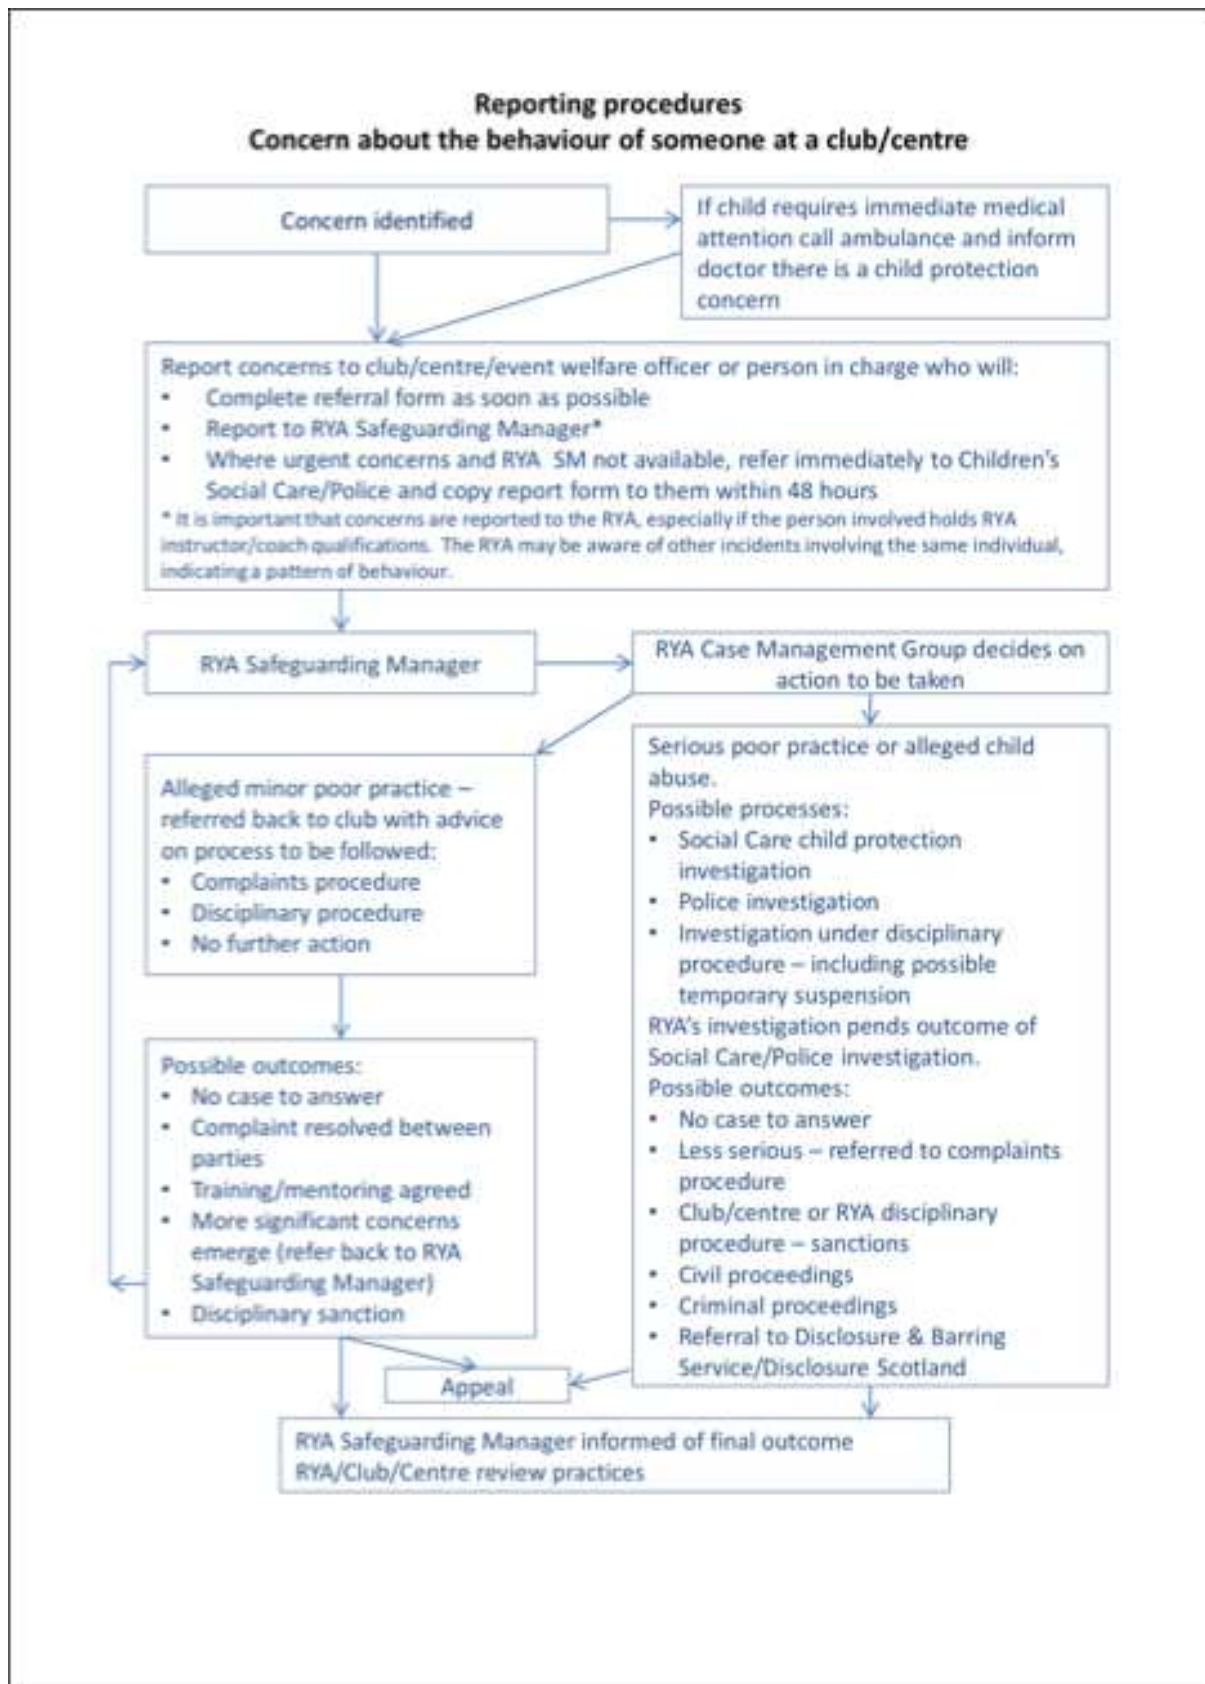 Reporting procedures
Concern about the behaviour of someone at a club/centre
Concern identified
If child requires immediate medical
attention call ambulance and inform
doctor there is a child protection
concern
Report concerns to club/centre/event welfare officer or person in charge who will:
• Complete referral form as soon as possible
• Report to RYA Safeguarding Manager*
• Where urgent concerns and RYA SM not available, refer immediately to Children's
Social Care/Police and copy report form to them within 48 hours
* It is important that concerns are reported to the RYA, especially if the person involved holds RYA
instructor/coach qualifications. The RYA may be aware of other incidents involving the same individual,
indicating a pattern of behaviour.
RYA Safeguarding Manager
RYA Case Management Group decides on
action to be taken
Alleged minor poor practice –
referred back to club with advice
on process to be followed:
• Complaints procedure
• Disciplinary procedure
• No further action
Possible outcomes:
• No case to answer
• Complaint resolved between
parties
• Training/mentoring agreed
• More significant concerns
emerge (refer back to RYA
Safeguarding Manager)
• Disciplinary sanction
Serious poor practice or alleged child
abuse.
Possible processes:
• Social Care child protection
investigation
• Police investigation
• Investigation under disciplinary
procedure – including possible
temporary suspension
RYA's investigation pends outcome of
Social Care/Police investigation.
Possible outcomes:
• No case to answer
• Less serious – referred to complaints
procedure
• Club/centre or RYA disciplinary
procedure – sanctions
• Civil proceedings
• Criminal proceedings
• Referral to Disclosure & Barring
Service/Disclosure Scotland
Appeal
RYA Safeguarding Manager informed of final outcome
RYA/Club/Centre review practices